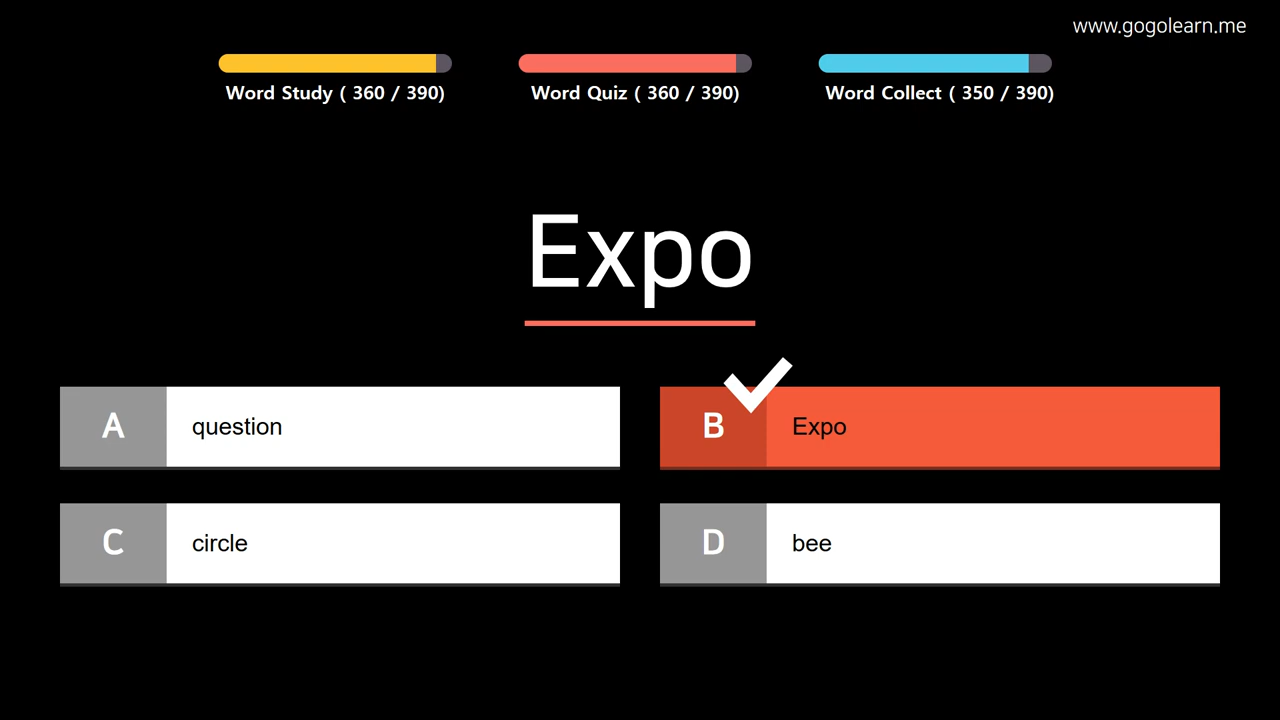 www.gogolearn.me
Word Study ( 360 / 390)
Word Quiz ( 360 / 390)
Word Collect ( 350 / 390)
Expo
A question
B Expo
C circle
D bee